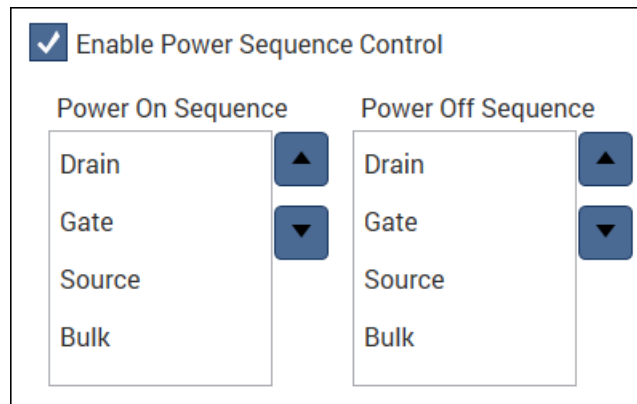 Enable Power Sequence Control
Power On Sequence Power Off Sequence
Drain Drain
Gate Gate
Source Source
Bulk Bulk